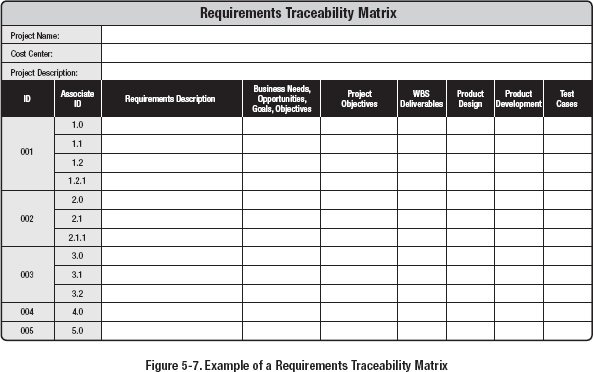 Requirements Traceability Matrix
Project Name:
Cost Center:
Project Description:
ID
Associate
ID
Requirements Description
Business Needs,
Opportunities,
Goals, Objectives
Project
Objectives
WBS
Deliverables
Product
Design
Product
Development
Test
Cases
001
1.0
1.1
1.2
1.2.1
002
2.0
2.1
2.1.1
003
3.0
3.1
3.2
004
4.0
005
5.0
Figure 5-7. Example of a Requirements Traceability Matrix